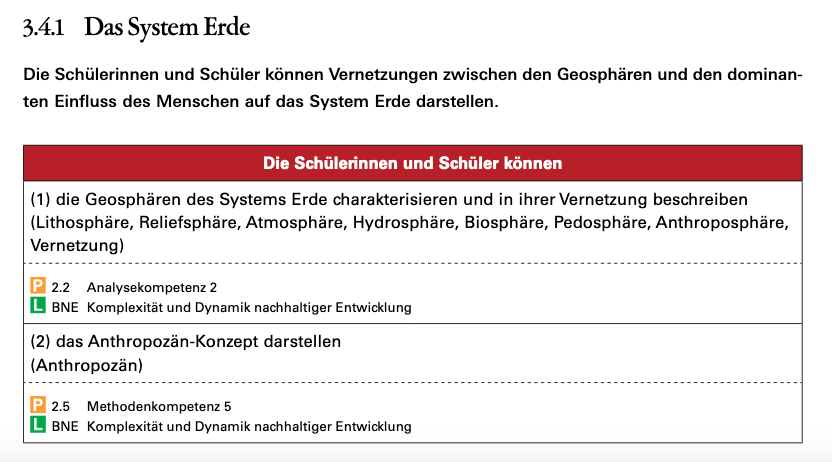 3.4.1 Das System Erde
Die Schülerinnen und Schüler können Vernetzungen zwischen den Geosphären und den dominan-
ten Einfluss des Menschen auf das System Erde darstellen.
Die Schülerinnen und Schüler können
(1) die Geosphären des Systems Erde charakterisieren und in ihrer Vernetzung beschreiben
(Lithosphäre, Reliefsphäre, Atmosphäre, Hydrosphäre, Biosphäre, Pedosphäre, Anthroposphäre,
Vernetzung)
P 2.2 Analysekompetenz 2
L BNE Komplexität und Dynamik nachhaltiger Entwicklung
(2) das Anthropozän-Konzept darstellen
(Anthropozän)
P 2.5 Methodenkompetenz 5
L BNE Komplexität und Dynamik nachhaltiger Entwicklung